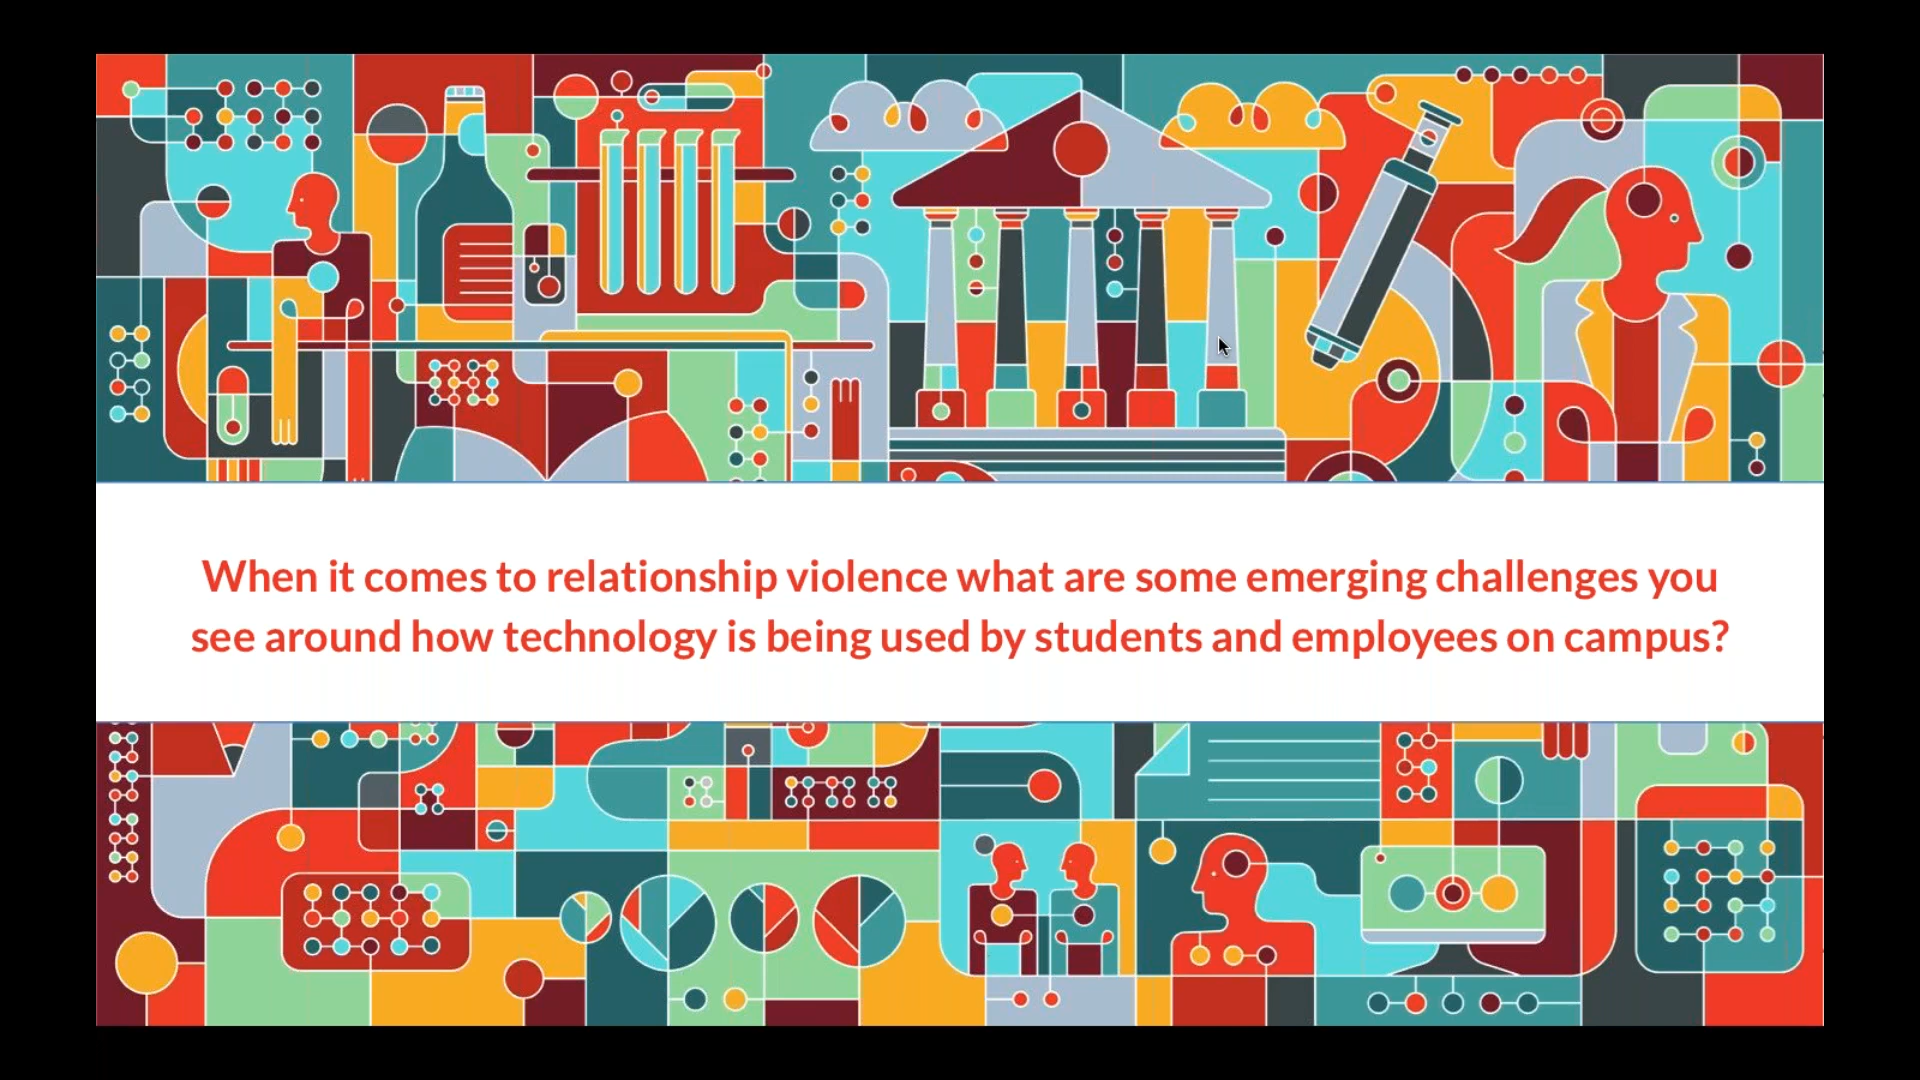 When it comes to relationship violence what are some emerging challenges you
see around how technology is being used by students and employees on campus?